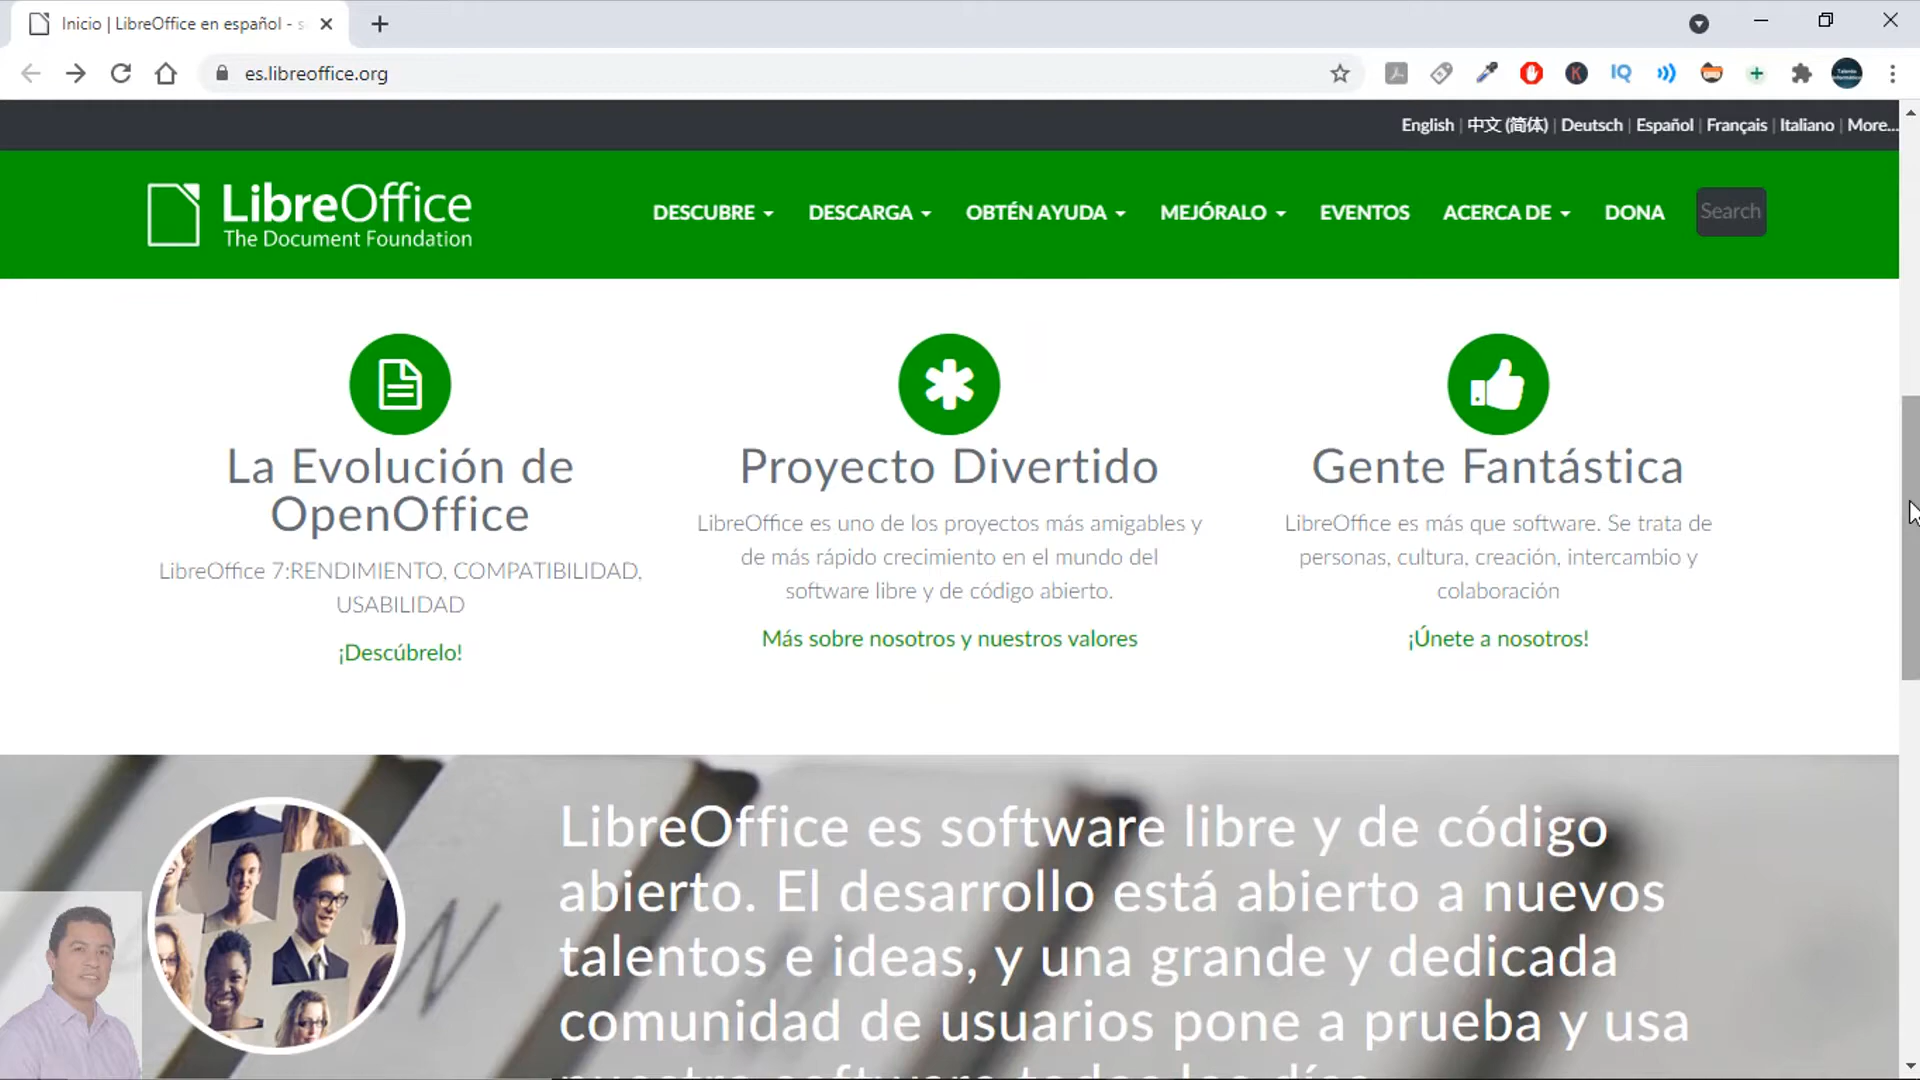 Inicio | LibreOffice en español - s
es.libreoffice.org
English | 中文 (简体) | Deutsch | Español | Français | Italiano | More...
LibreOffice
The Document Foundation
DESCUBRE DESCARGA OBTÉN AYUDA MEJÓRALO EVENTOS ACERCA DE DONA Search
La Evolución de
OpenOffice
LibreOffice 7:RENDIMIENTO, COMPATIBILIDAD,
USABILIDAD
¡Descúbrelo!
Proyecto Divertido
LibreOffice es uno de los proyectos más amigables y
de más rápido crecimiento en el mundo del
software libre y de código abierto.
Más sobre nosotros y nuestros valores
Gente Fantástica
LibreOffice es más que software. Se trata de
personas, cultura, creación, intercambio y
colaboración
¡Únete a nosotros!
LibreOffice es software libre y de código
abierto. El desarrollo está abierto a nuevos
talentos e ideas, y una grande y dedicada
comunidad de usuarios pone a prueba y usa
nuestro software todos los días